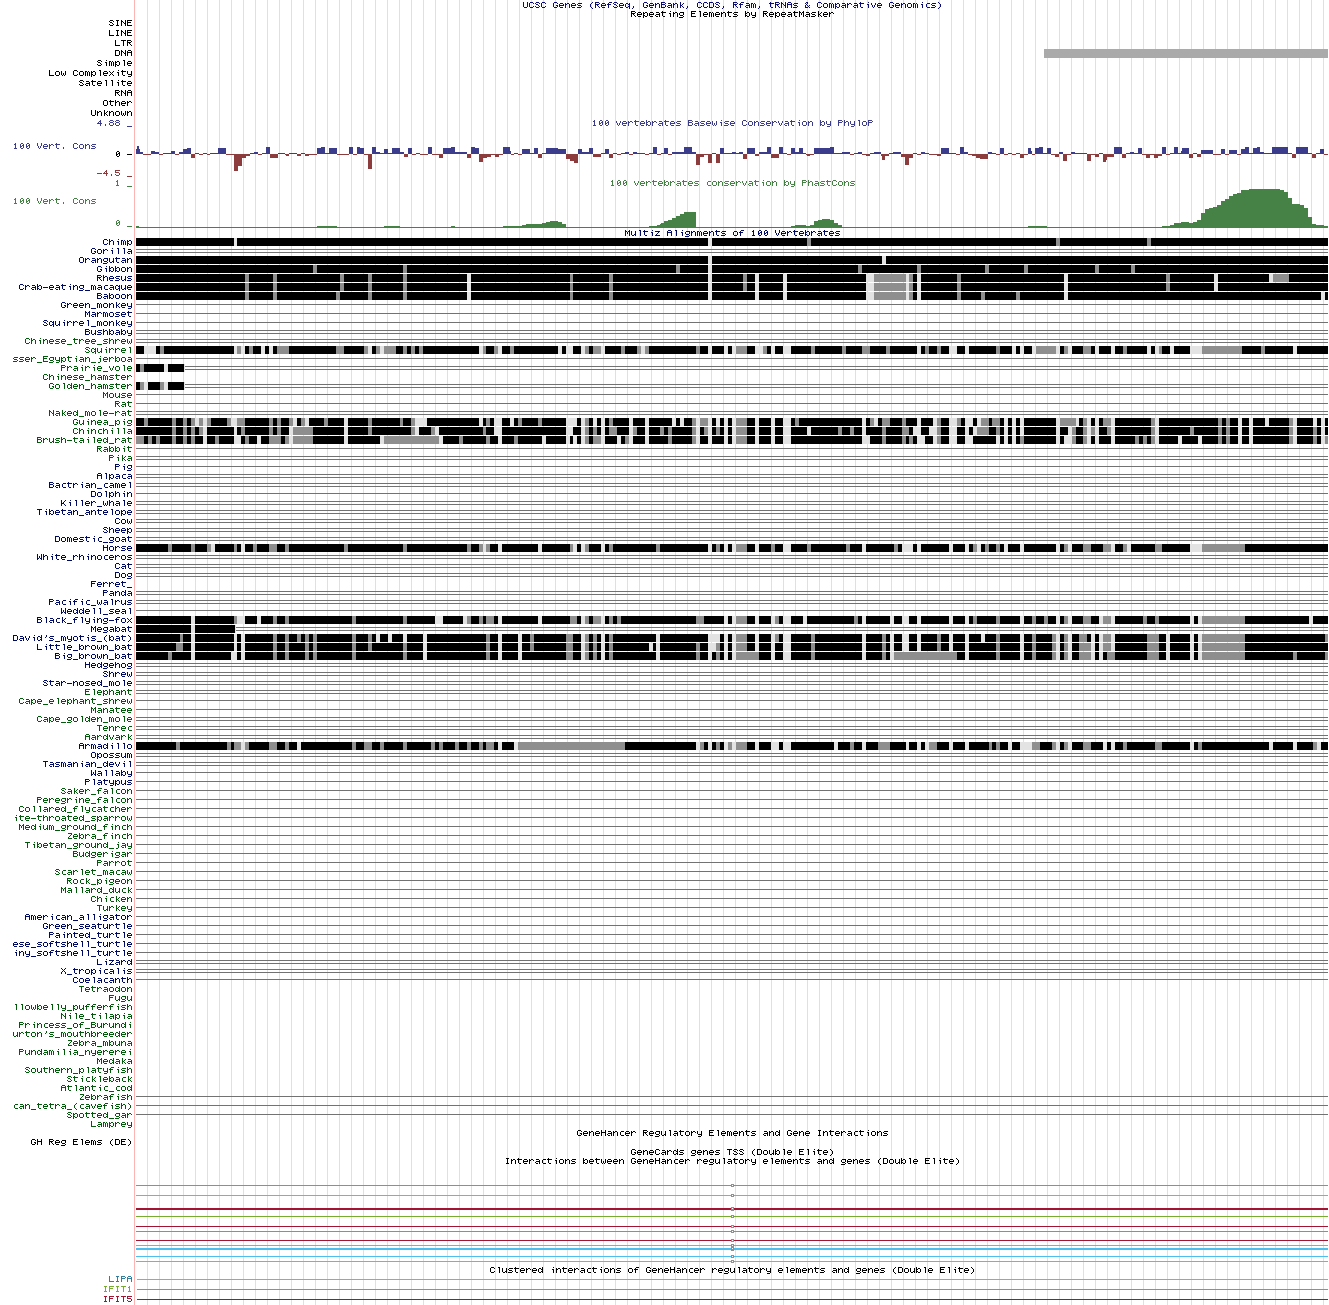 UCSC Genes (RefSeq, GenBank, CCDS, Rfam, tRNAs & Comparative Genomics)
Repeating Elements by RepeatMasker
SINE
LINE
LTR
DNA
Simple
Low Complexity
Satellite
RNA
Other
Unknown
100 vertebrates Basewise Conservation by PhyloP
4.88 _
100 Vert. Cons
0 _
-4.5 _
100 vertebrates conservation by PhastCons
1 _
100 Vert. Cons
0 _
Multiz Alignments of 100 Vertebrates
Chimp
Gorilla
Orangutan
Gibbon
Rhesus
Crab-eating_macaque
Baboon
Green_monkey
Marmoset
Squirrel_monkey
Bushbaby
Chinese_tree_shrew
Squirrel
sser_Egyptian_jerboa
Prairie_vole
Chinese_hamster
Golden_hamster
Mouse
Rat
Naked_mole-rat
Guinea_pig
Chinchilla
Brush-tailed_rat
Rabbit
Pika
Pig
Alpaca
Bactrian_camel
Dolphin
Killer_whale
Tibetan_antelope
Cow
Sheep
Domestic_goat
Horse
White_rhinoceros
Cat
Dog
Ferret_
Panda
Pacific_walrus
Weddell_seal
Black_flying-fox
Megabat
David's_myotis_(bat)
Little_brown_bat
Big_brown_bat
Hedgehog
Shrew
Star-nosed_mole
Elephant
Cape_elephant_shrew
Manatee
Cape_golden_mole
Tenrec
Aardvark
Armadillo
Opossum
Tasmanian_devil
Wallaby
Platypus
Saker_falcon
Peregrine_falcon
Collared_flycatcher
ite-throated_sparrow
Medium_ground_finch
Zebra_finch
Tibetan_ground_jay
Budgerigar
Parrot
Scarlet_macaw
Rock_pigeon
Mallard_duck
Chicken
Turkey
American_alligator
Green_seaturtle
Painted_turtle
ese_softshell_turtle
iny_softshell_turtle
Lizard
X_tropicalis
Coelacanth
Tetraodon
Fugu
llowbelly_pufferfish
Nile_tilapia
Princess_of_Burundi
urton's_mouthbreeder
Zebra_mbuna
Pundamilia_nyererei
Medaka
Southern_platyfish
Stickleback
Atlantic_cod
Zebrafish
can_tetra_(cavefish)
Spotted_gar
Lamprey
GeneHancer Regulatory Elements and Gene Interactions
GH Reg Elems (DE)
GeneCards genes TSS (Double Elite)
Interactions between GeneHancer regulatory elements and genes (Double Elite)
Clustered interactions of GeneHancer regulatory elements and genes (Double Elite)
LIPA
IFIT1
IFIT5